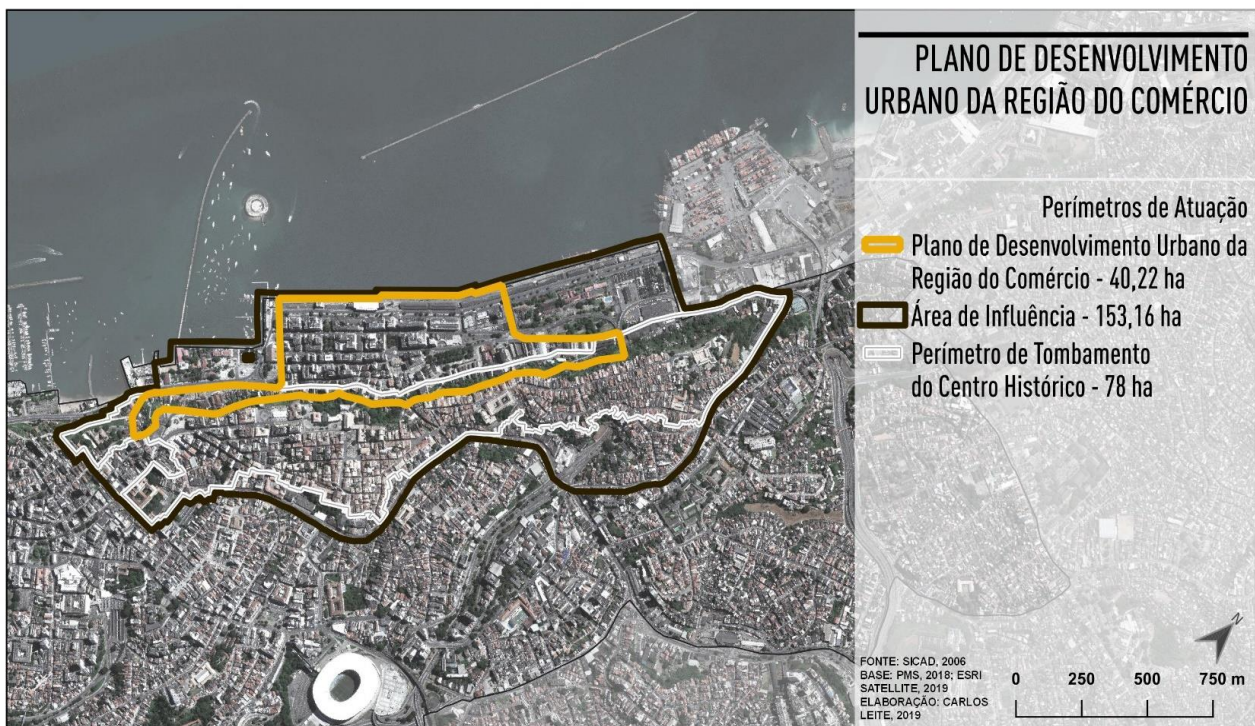 PLANO DE DESENVOLVIMENTO
URBANO DA REGIÃO DO COMÉRCIO
Perímetros de Atuação
Plano de Desenvolvimento Urbano da
Região do Comércio - 40,22 ha
Área de Influência - 153,16 ha
Perímetro de Tombamento
do Centro Histórico - 78 ha
N
FONTE: SICAD, 2006
BASE: PMS, 2018; ESRI
SATELLITE, 2019
ELABORAÇÃO: CARLOS
LEITE, 2019
0 250 500 750 m